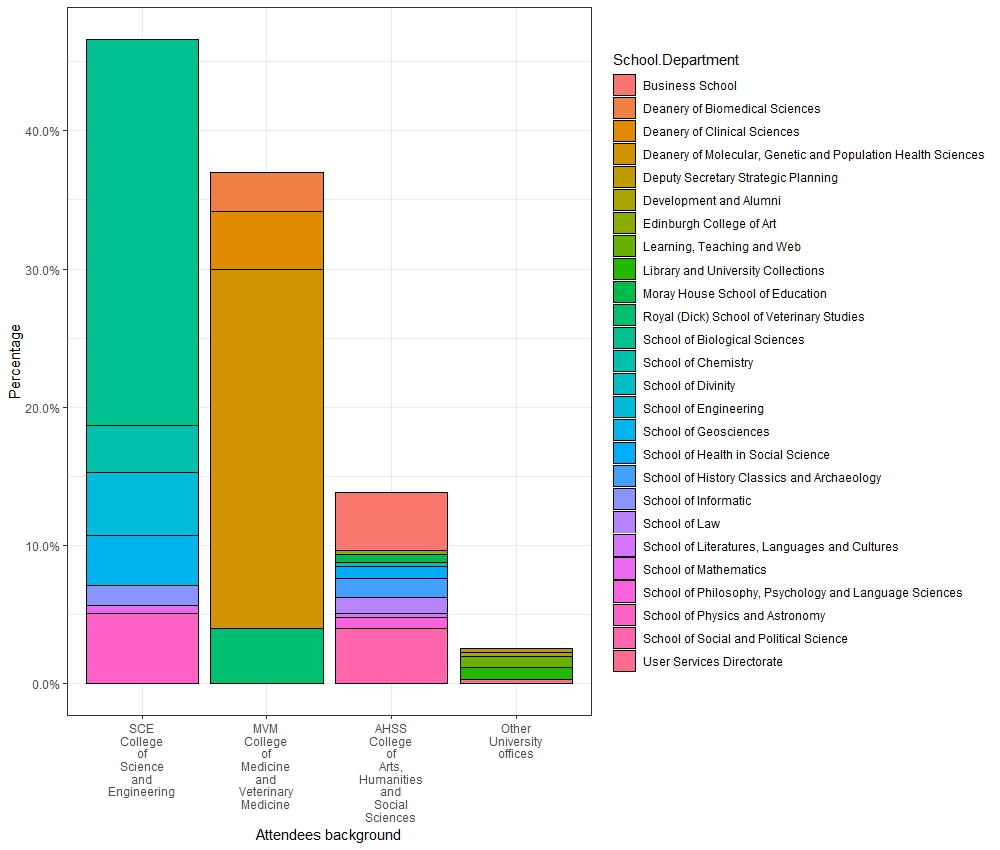 School.Department
Business School
Deanery of Biomedical Sciences
Deanery of Clinical Sciences
Deanery of Molecular, Genetic and Population Health Sciences
Deputy Secretary Strategic Planning
Development and Alumni
Edinburgh College of Art
Learning, Teaching and Web
Library and University Collections
Moray House School of Education
Royal (Dick) School of Veterinary Studies
School of Biological Sciences
School of Chemistry
School of Divinity
School of Engineering
School of Geosciences
School of Health in Social Science
School of History Classics and Archaeology
School of Informatic
School of Law
School of Literatures, Languages and Cultures
School of Mathematics
School of Philosophy, Psychology and Language Sciences
School of Physics and Astronomy
School of Social and Political Science
User Services Directorate
Percentage
40.0%
30.0%
20.0%
10.0%
0.0%
SCE
College
of
Science
and
Engineering
MVM
College
of
Medicine
and
Veterinary
Medicine
AHSS
College
of
Arts,
Humanities
and
Social
Sciences
Other
University
offices
Attendees background